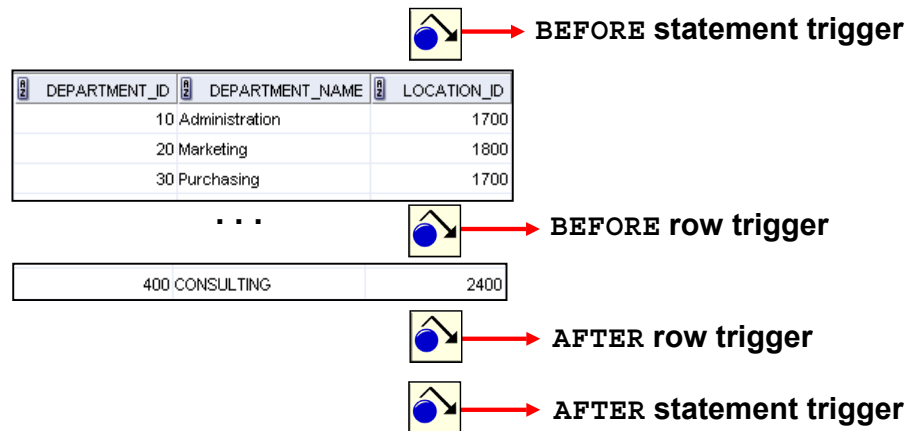 BEFORE statement trigger
DEPARTMENT_ID DEPARTMENT_NAME LOCATION_ID
10 Administration 1700
20 Marketing 1800
30 Purchasing 1700
. . .
BEFORE row trigger
400 CONSULTING 2400
AFTER row trigger
AFTER statement trigger